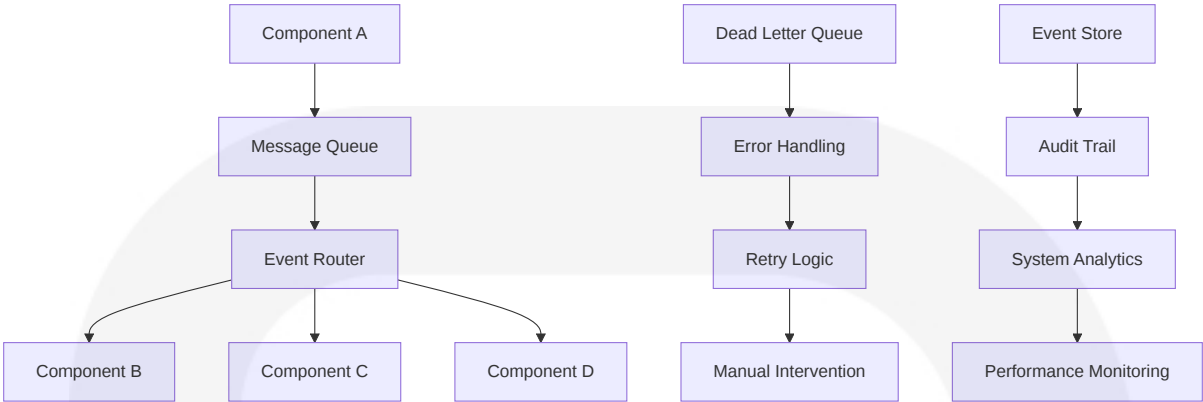 Component A
Dead Letter Queue
Event Store
Message Queue
Error Handling
Audit Trail
Event Router
Retry Logic
System Analytics
Component B
Component C
Component D
Manual Intervention
Performance Monitoring